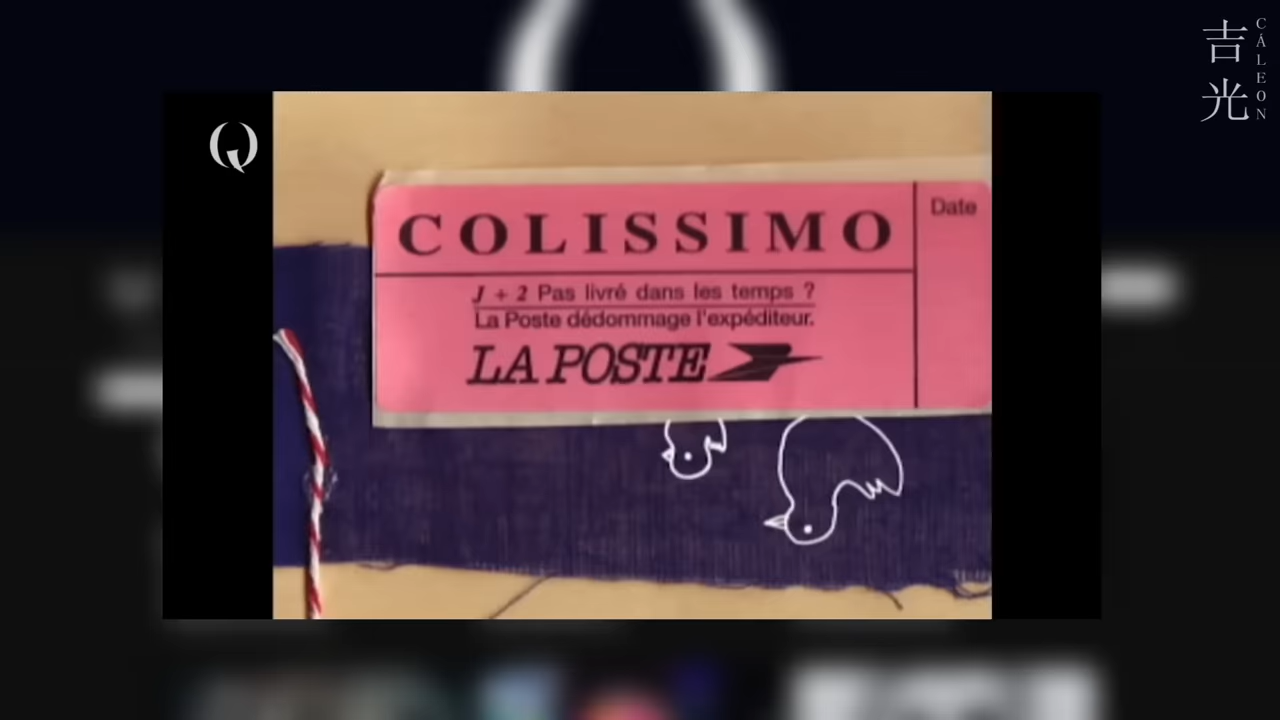 吉光
CÁLEON
Q
COLISSIMO
Date
J + 2 Pas livré dans les temps ?
La Poste dédommage l'expéditeur.
LA POSTE